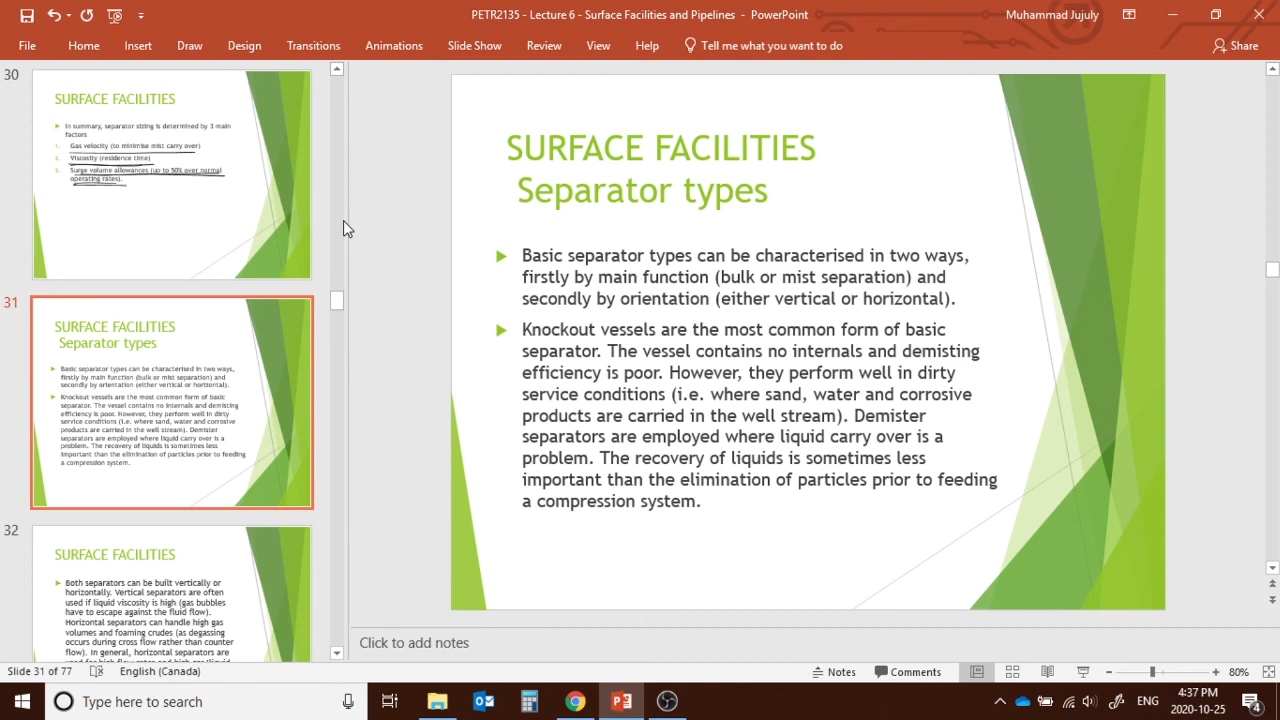 PETR2135 - Lecture 6 - Surface Facilities and Pipelines - PowerPoint
Muhammad Jujuly
File Home Insert Draw Design Transitions Animations Slide Show Review View Help Tell me what you want to do Share
30
SURFACE FACILITIES
In summary, separator sizing is determined by 3 main
factors
1. Gas velocity (to minimise mist carry over)
2. Viscosity (residence time)
3. Surge volume allowances (up to 50% over normal
operating rates).
31
SURFACE FACILITIES
Separator types
Basic separator types can be characterised in two ways,
firstly by main function (bulk or mist separation) and
secondly by orientation (either vertical or horizontal).
Knockout vessels are the most common form of basic
separator. The vessel contains no internals and demisting
efficiency is poor. However, they perform well in dirty
service conditions (i.e. where sand, water and corrosive
products are carried in the well stream). Demister
separators are employed where liquid carry over is a
problem. The recovery of liquids is sometimes less
important than the elimination of particles prior to feeding
a compression system.
32
SURFACE FACILITIES
Both separators can be built vertically or
horizontally. Vertical separators are often
used if liquid viscosity is high (gas bubbles
have to escape against the fluid flow).
Horizontal separators can handle high gas
volumes and foaming crudes (as degassing
occurs during cross flow rather than counter
flow). In general, horizontal separators are
SURFACE FACILITIES
Separator types
Basic separator types can be characterised in two ways,
firstly by main function (bulk or mist separation) and
secondly by orientation (either vertical or horizontal).
Knockout vessels are the most common form of basic
separator. The vessel contains no internals and demisting
efficiency is poor. However, they perform well in dirty
service conditions (i.e. where sand, water and corrosive
products are carried in the well stream). Demister
separators are employed where liquid carry over is a
problem. The recovery of liquids is sometimes less
important than the elimination of particles prior to feeding
a compression system.
Click to add notes
Slide 31 of 77 English (Canada) Notes Comments 80%
Type here to search
ENG
4:37 PM
2020-10-25
4